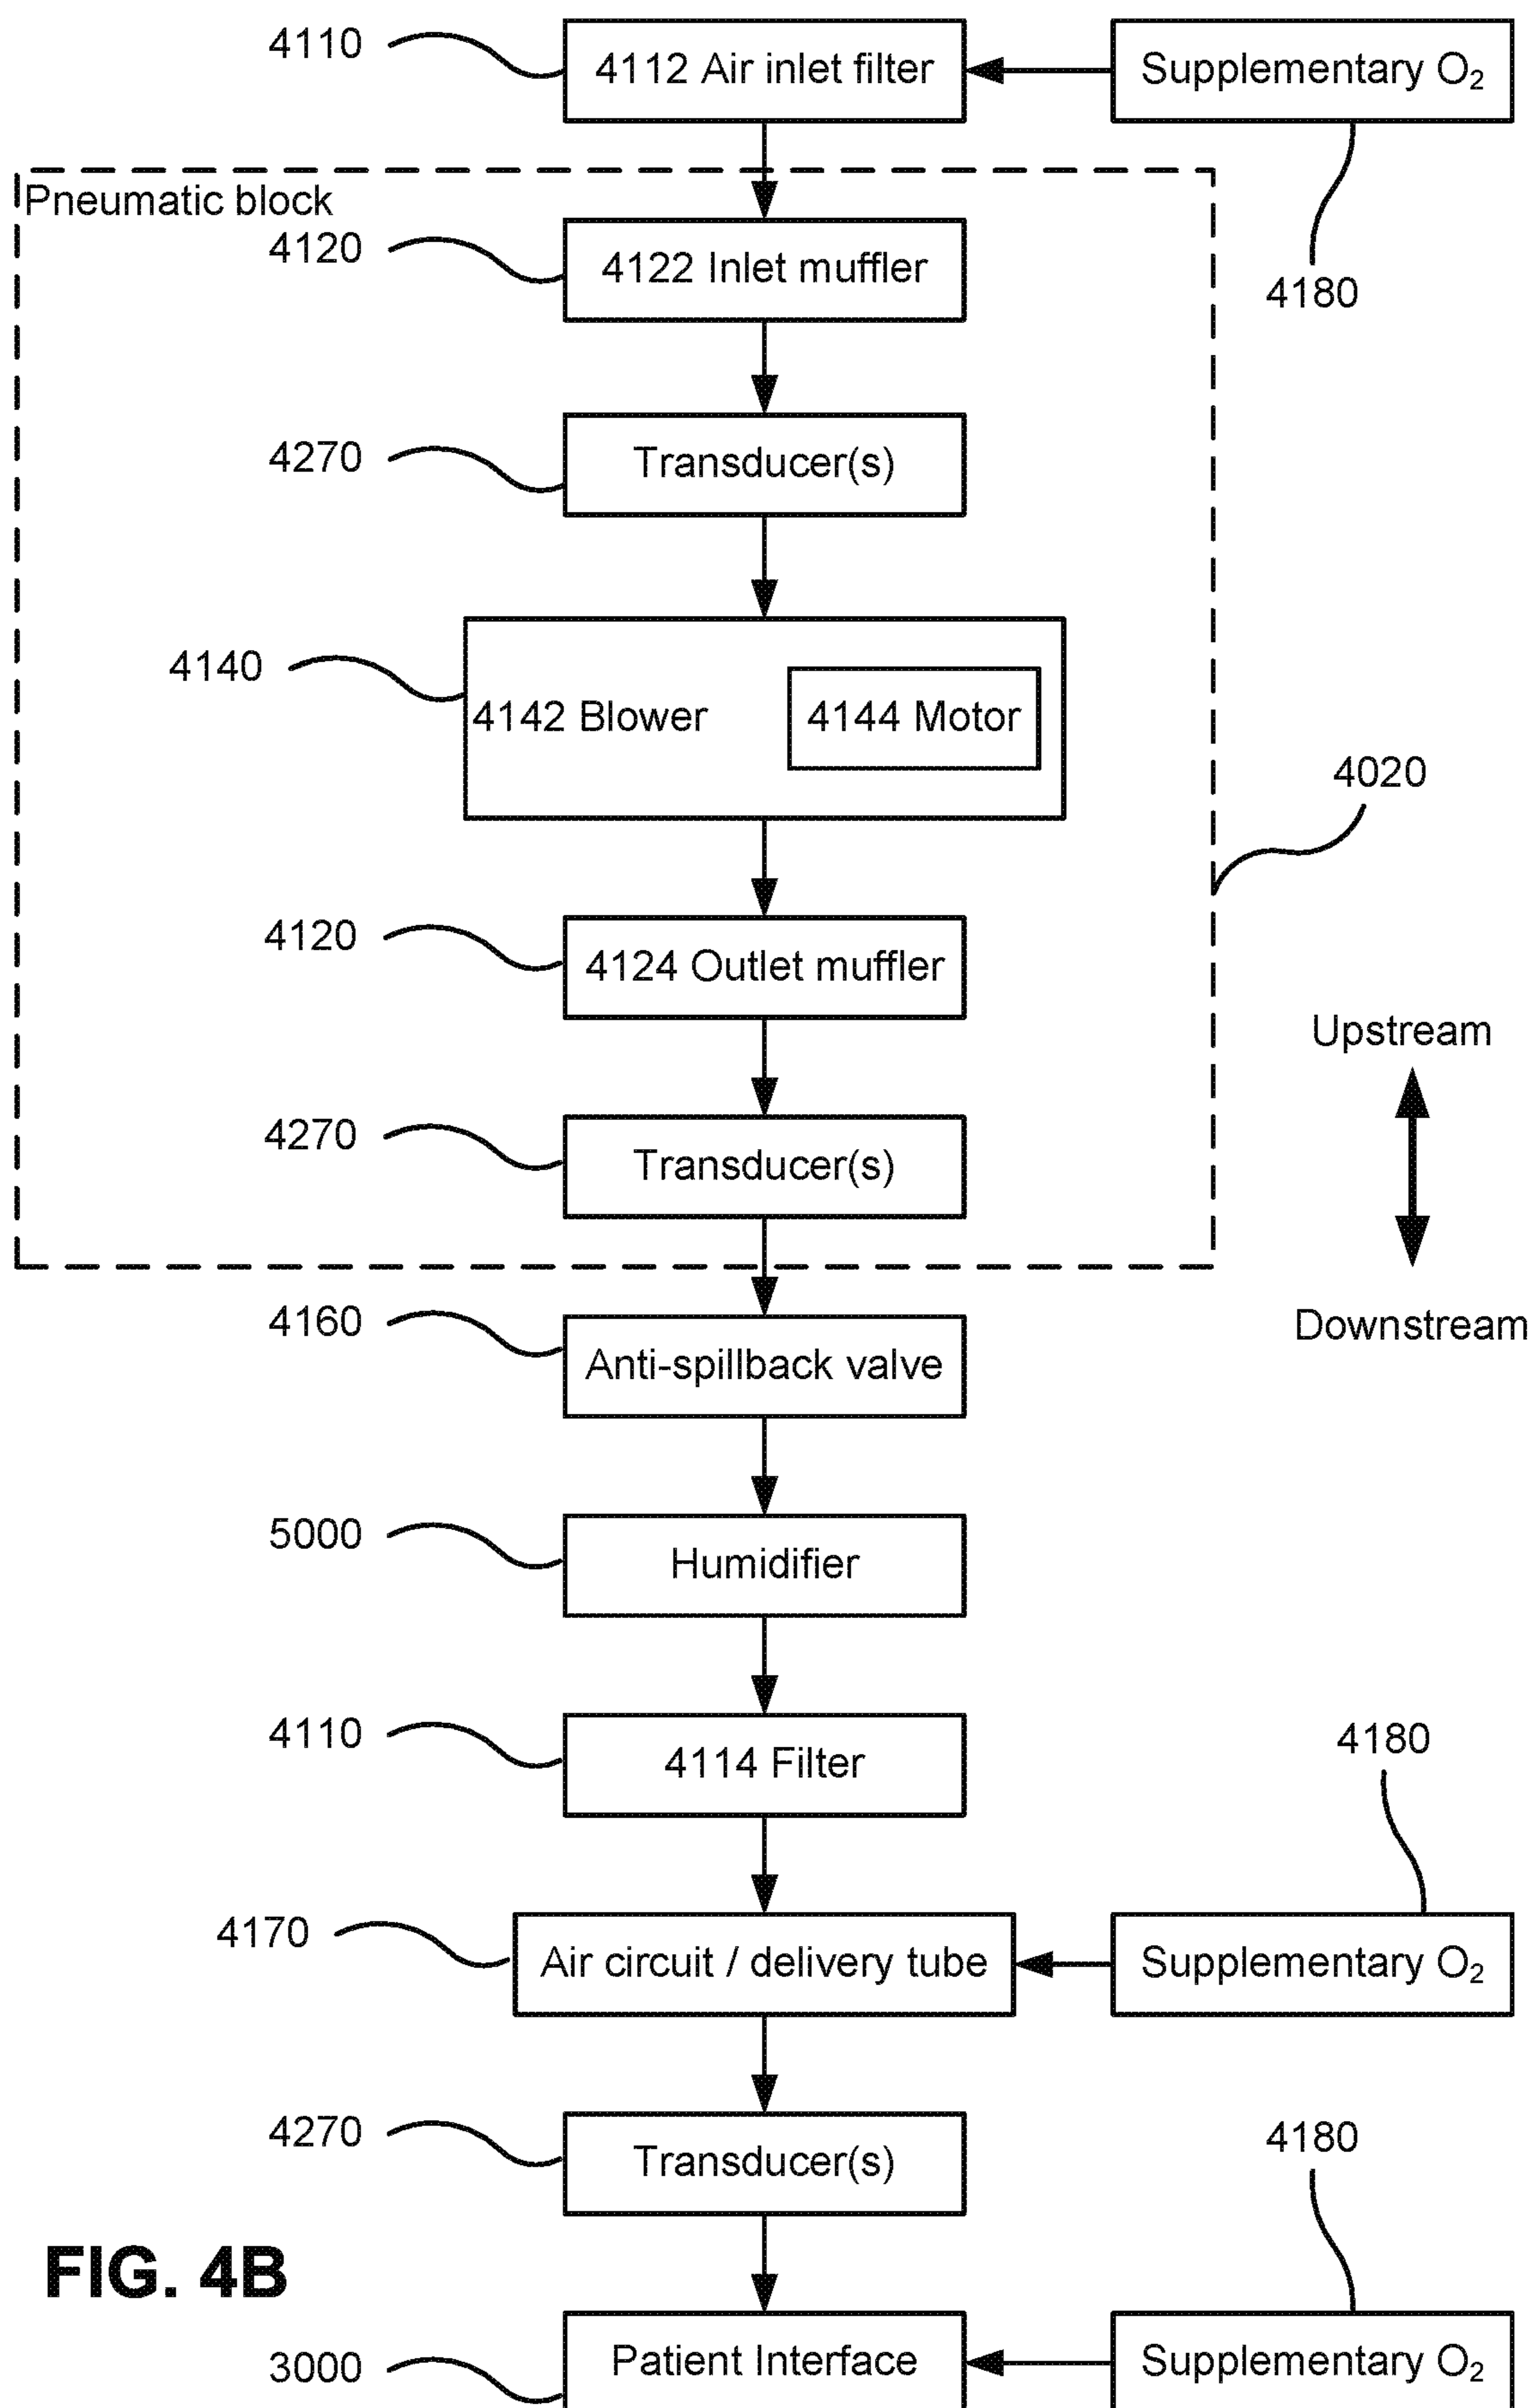 4110
4112 Air inlet filter
Supplementary O₂
Pneumatic block
4120
4122 Inlet muffler
4180
4270
Transducer(s)
4140
4142 Blower
4144 Motor
4020
4120
4124 Outlet muffler
Upstream
4270
Transducer(s)
4160
Anti-spillback valve
Downstream
5000
Humidifier
4110
4114 Filter
4180
4170
Air circuit / delivery tube
Supplementary O₂
4270
Transducer(s)
4180
FIG. 4B
3000
Patient Interface
Supplementary O₂